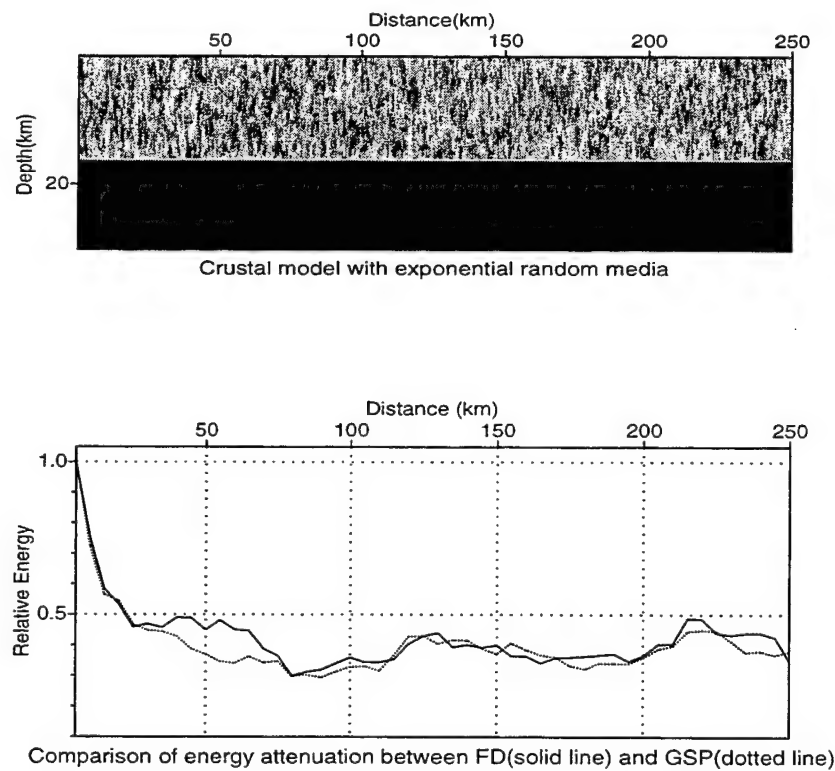 Distance(km)
50 100 150 200 250
Depth(km)
20
Crustal model with exponential random media
Distance (km)
50 100 150 200 250
1.0
Relative Energy
0.5
Comparison of energy attenuation between FD(solid line) and GSP(dotted line)